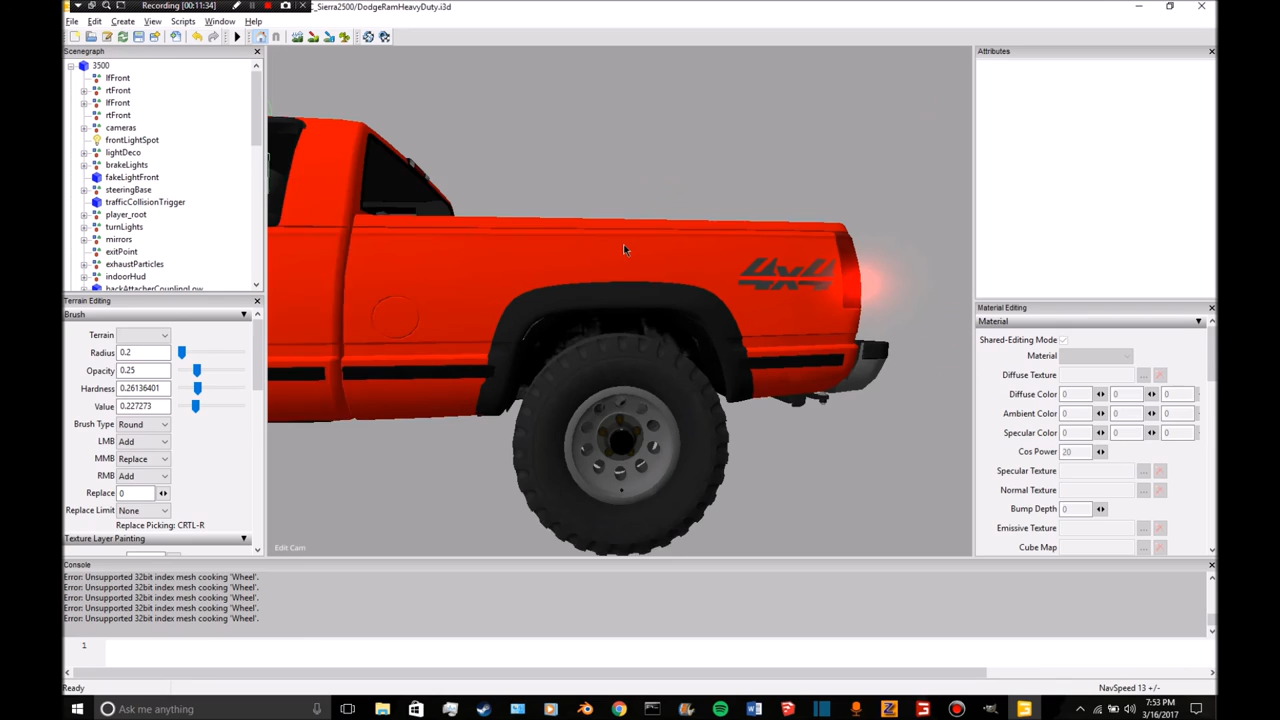 Recording [00:11:34]
C_Sierra2500/DodgeRamHeavyDuty.i3d
File Edit Create View Scripts Window Help
Scenegraph
3500
lfFront
rtFront
lfFront
rtFront
cameras
frontLightSpot
lightDeco
brakeLights
fakeLightFront
steeringBase
trafficCollisionTrigger
player_root
turnLights
mirrors
exitPoint
exhaustParticles
indoorHud
backAttacherCouplingLow
Terrain Editing
Brush
Terrain
Radius 0.2
Opacity 0.25
Hardness 0.26136401
Value 0.227273
Brush Type Round
LMB Add
MMB Replace
RMB Add
Replace 0
Replace Limit None
Replace Picking: CRTL-R
Texture Layer Painting
4x4
Edit Cam
Attributes
Material Editing
Material
Shared-Editing Mode
Material
Diffuse Texture ...
Diffuse Color 0 0 0
Ambient Color 0 0 0
Specular Color 0 0 0
Cos Power 20
Specular Texture ...
Normal Texture ...
Bump Depth 0
Emissive Texture ...
Cube Map ...
Console
Error: Unsupported 32bit index mesh cooking 'Wheel'.
Error: Unsupported 32bit index mesh cooking 'Wheel'.
Error: Unsupported 32bit index mesh cooking 'Wheel'.
Error: Unsupported 32bit index mesh cooking 'Wheel'.
Error: Unsupported 32bit index mesh cooking 'Wheel'.
1
Ready
NavSpeed 13 +/-
Ask me anything
7:53 PM
3/16/2017